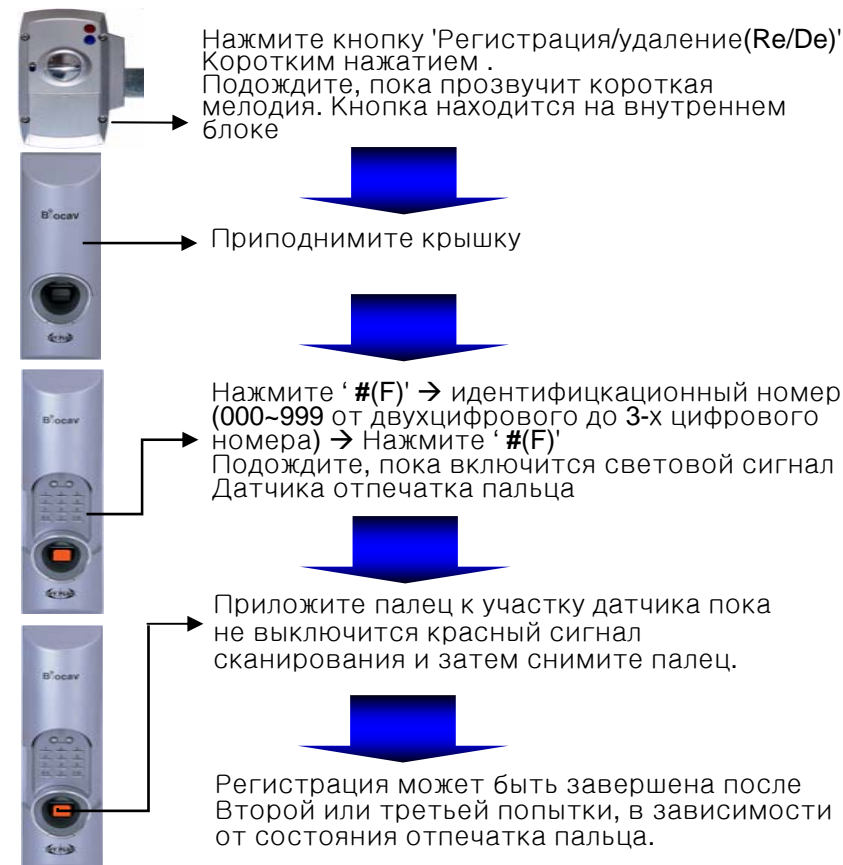 Нажмите кнопку 'Регистрация/удаление(Re/De)'
Коротким нажатием .
Подождите, пока прозвучит короткая
мелодия. Кнопка находится на внутреннем
блоке
Biocav
Приподнимите крышку
Нажмите ‘ #(F)' → идентифицкационный номер
(000~999 от двухцифрового до 3-х цифрового
номера) → Нажмите ‘ #(F)'
Подождите, пока включится световой сигнал
Датчика отпечатка пальца
Biocav
Приложите палец к участку датчика пока
не выключится красный сигнал
сканирования и затем снимите палец.
Biocav
Регистрация может быть завершена после
Второй или третьей попытки, в зависимости
от состояния отпечатка пальца.